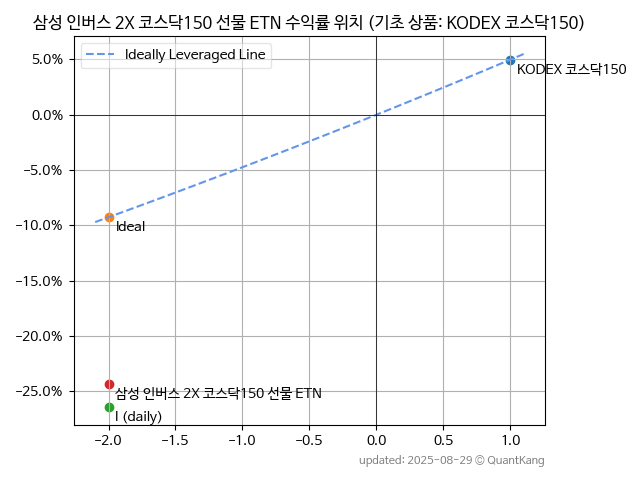 삼성 인버스 2X 코스닥150 선물 ETN 수익률 위치 (기초 상품: KODEX 코스닥150)
Ideally Leveraged Line
5.0%
KODEX 코스닥150
0.0%
−5.0%
−10.0%
Ideal
−15.0%
−20.0%
−25.0%
삼성 인버스 2X 코스닥150 선물 ETN
I (daily)
−2.0 −1.5 −1.0 −0.5 0.0 0.5 1.0
updated: 2025-08-29 © QuantKang